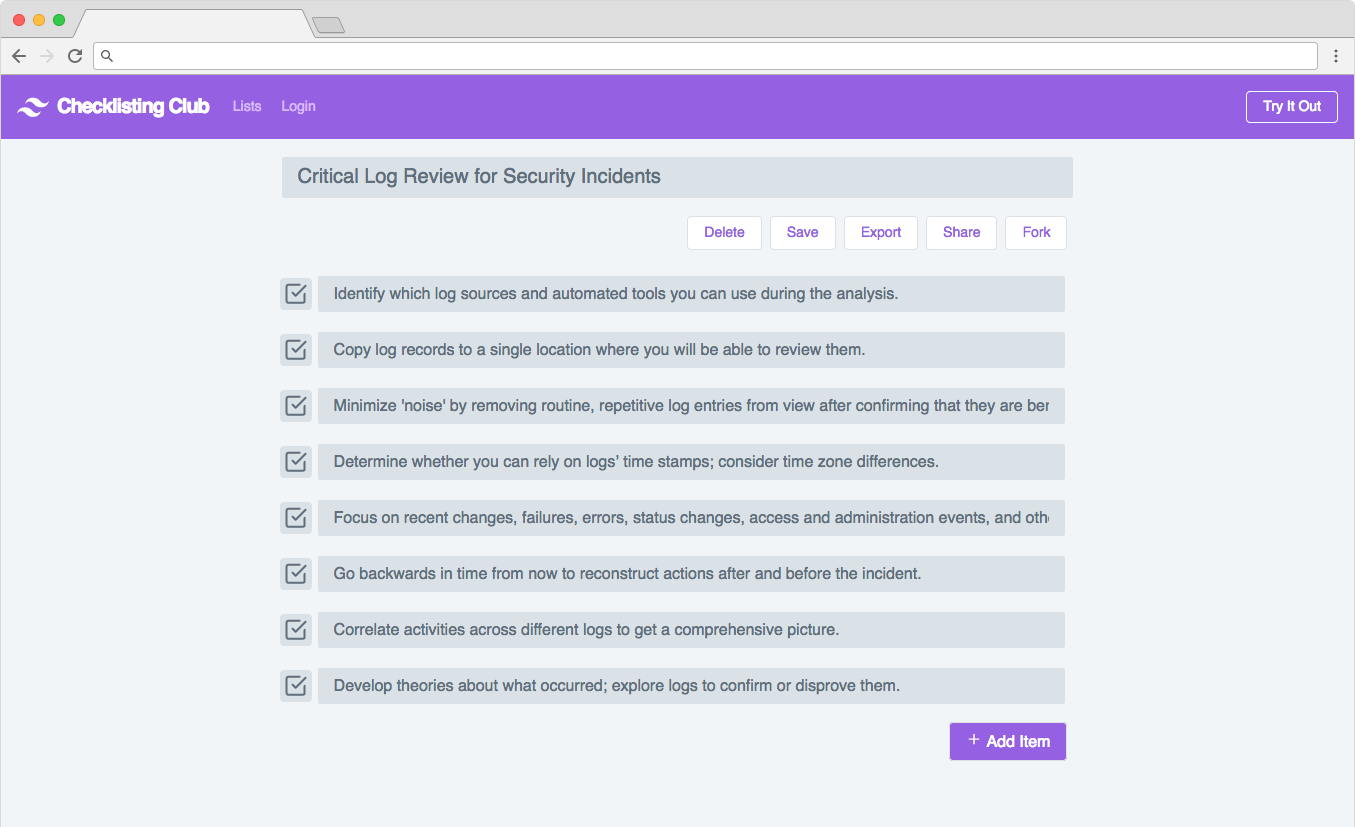 Checklisting Club Lists Login Try It Out
Critical Log Review for Security Incidents
Delete Save Export Share Fork
Identify which log sources and automated tools you can use during the analysis.
Copy log records to a single location where you will be able to review them.
Minimize 'noise' by removing routine, repetitive log entries from view after confirming that they are
Determine whether you can rely on logs’ time stamps; consider time zone differences.
Focus on recent changes, failures, errors, status changes, access and administration events, and
Go backwards in time from now to reconstruct actions after and before the incident.
Correlate activities across different logs to get a comprehensive picture.
Develop theories about what occurred; explore logs to confirm or disprove them.
+ Add Item